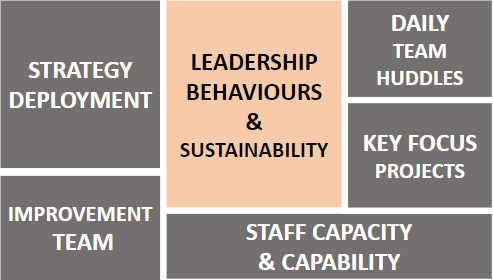 STRATEGY
DEPLOYMENT
LEADERSHIP
BEHAVIOURS
&
SUSTAINABILITY
DAILY
TEAM
HUDDLES
KEY FOCUS
PROJECTS
IMPROVEMENT
TEAM
STAFF CAPACITY
& CAPABILITY